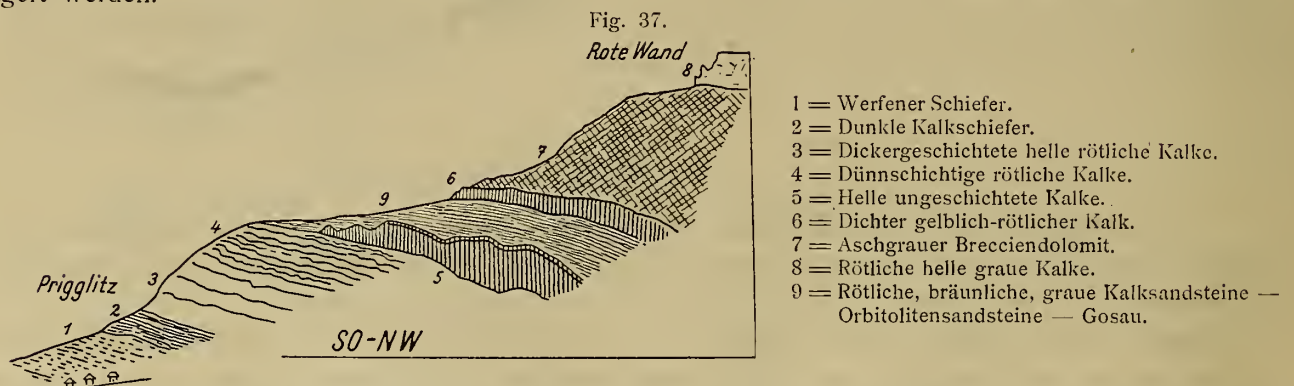 Fig. 37.
Rote Wand
8
7
6
9
4
3
5
Prigglitz
2
1
SO-NW
1 = Werfener Schiefer.
2 = Dunkle Kalkschiefer.
3 = Dickergeschichtete helle rötliche Kalke.
4 = Dünnschichtige rötliche Kalke.
5 = Helle ungeschichtete Kalke.
6 = Dichter gelblich-rötlicher Kalk.
7 = Aschgrauer Brecciendolomit.
8 = Rötliche helle graue Kalke.
9 = Rötliche, bräunliche, graue Kalksandsteine —
Orbitolitensandsteine — Gosau.